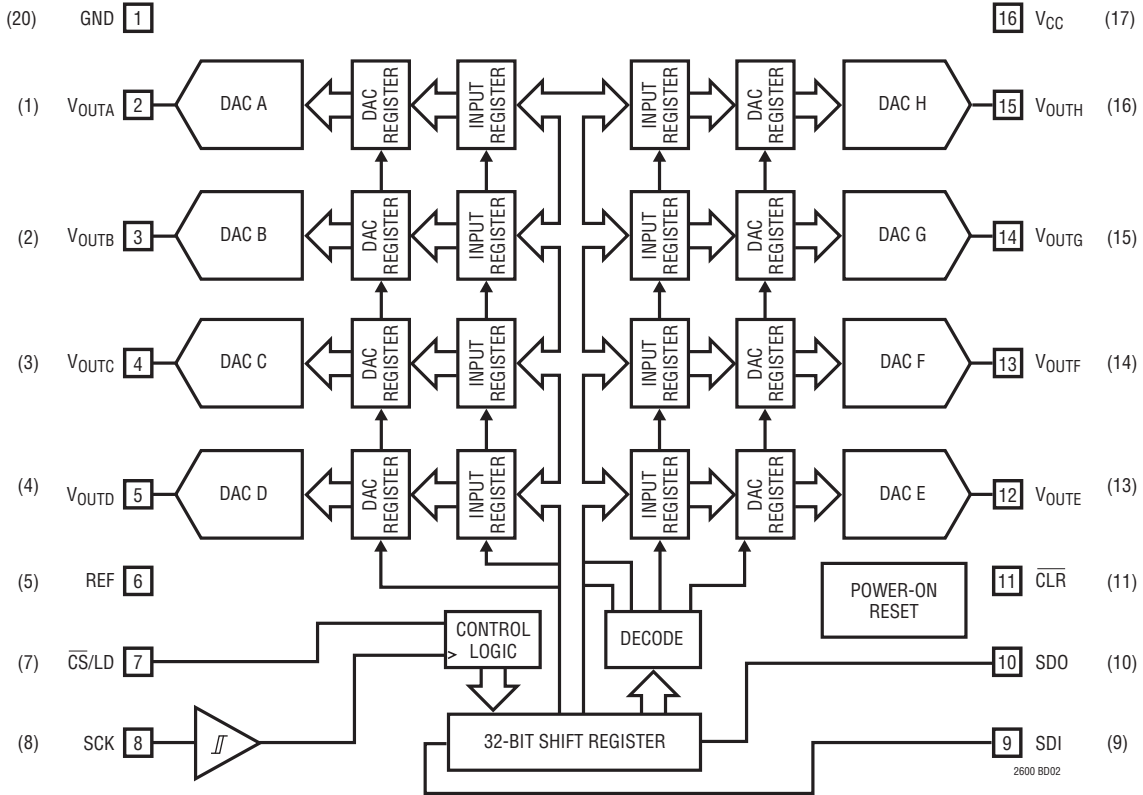 (20) GND 1
16 VCC (17)
(1) VOUTA 2 DAC A DAC REGISTER INPUT REGISTER INPUT REGISTER DAC REGISTER DAC H 15 VOUTH (16)
(2) VOUTB 3 DAC B DAC REGISTER INPUT REGISTER INPUT REGISTER DAC REGISTER DAC G 14 VOUTG (15)
(3) VOUTC 4 DAC C DAC REGISTER INPUT REGISTER INPUT REGISTER DAC REGISTER DAC F 13 VOUTF (14)
(4) VOUTD 5 DAC D DAC REGISTER INPUT REGISTER INPUT REGISTER DAC REGISTER DAC E 12 VOUTE (13)
(5) REF 6
POWER-ON
RESET
11 C̅L̅R̅ (11)
CONTROL
LOGIC
DECODE
(7) C̅S̅/LD 7
10 SDO (10)
(8) SCK 8
32-BIT SHIFT REGISTER
9 SDI (9)
2600 BD02